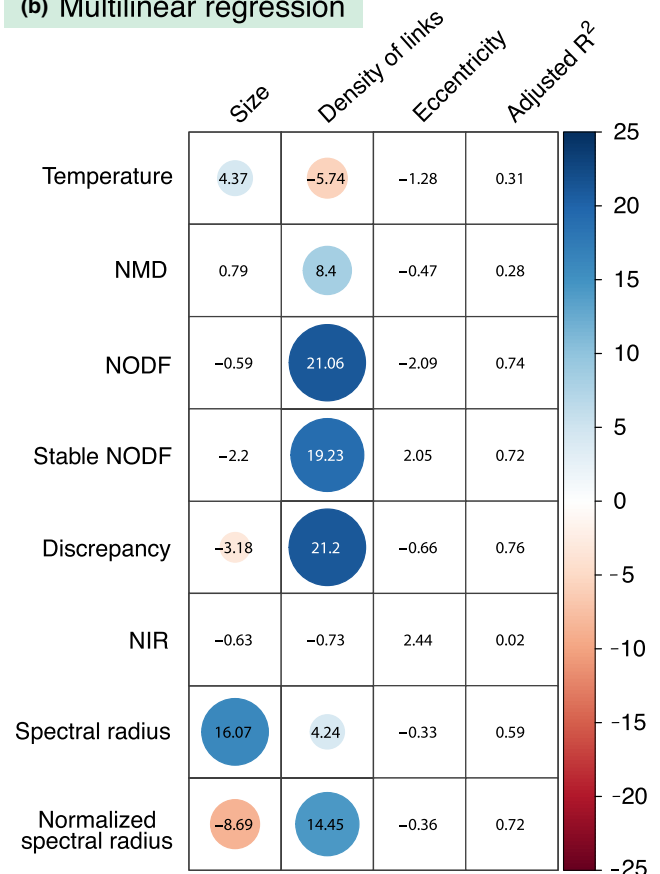 (b) Multilinear regression
Size
Density of links
Eccentricity
Adjusted R²
Temperature 4.37 −5.74 −1.28 0.31
NMD 0.79 8.4 −0.47 0.28
NODF −0.59 21.06 −2.09 0.74
Stable NODF −2.2 19.23 2.05 0.72
Discrepancy −3.18 21.2 −0.66 0.76
NIR −0.63 −0.73 2.44 0.02
Spectral radius 16.07 4.24 −0.33 0.59
Normalized
spectral radius −8.69 14.45 −0.36 0.72
25
20
15
10
5
0
−5
−10
−15
−20
−25